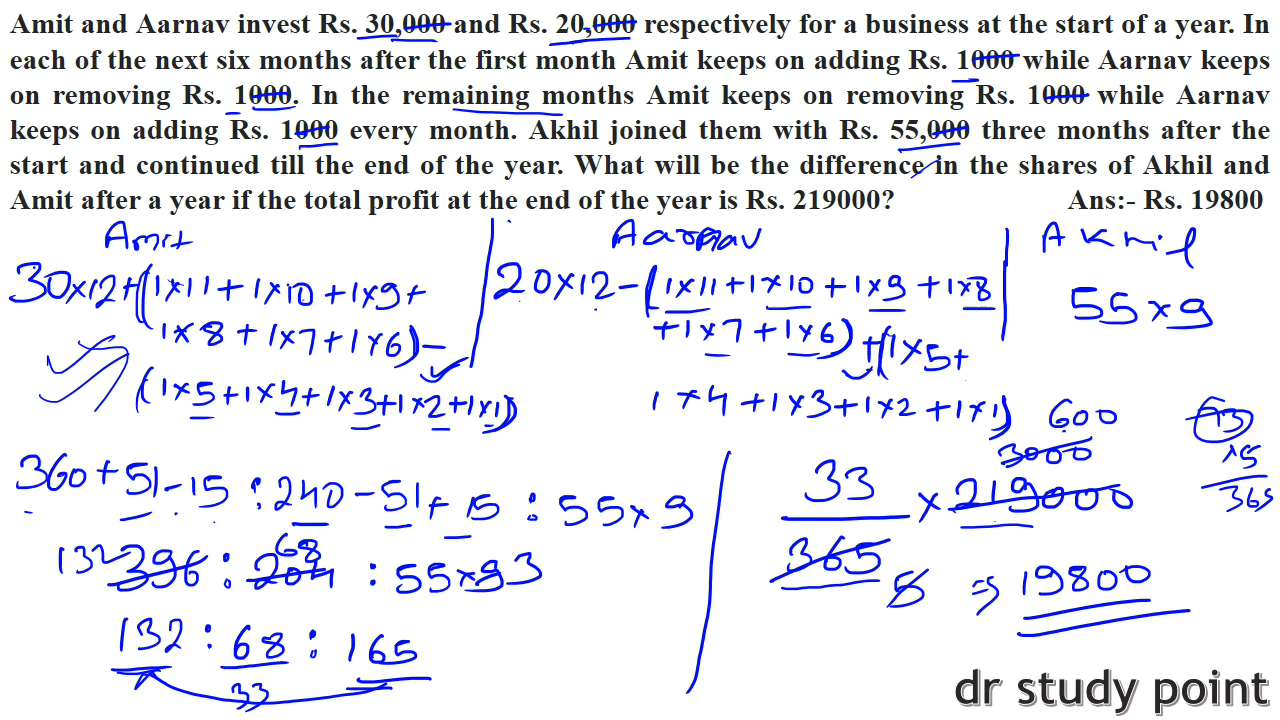 Amit and Aarnav invest Rs. 30,000 and Rs. 20,000 respectively for a business at the start of a year. In
each of the next six months after the first month Amit keeps on adding Rs. 1000 while Aarnav keeps
on removing Rs. 1000. In the remaining months Amit keeps on removing Rs. 1000 while Aarnav
keeps on adding Rs. 1000 every month. Akhil joined them with Rs. 55,000 three months after the
start and continued till the end of the year. What will be the difference in the shares of Akhil and
Amit after a year if the total profit at the end of the year is Rs. 219000? Ans:- Rs. 19800
Amit
30×12+(1×11+1×10+1×9+
1×8+1×7+1×6)-
(1×5+1×4+1×3+1×2+1×1)
Aarnav
20×12-(1×11+1×10+1×9+1×8
+1×7+1×6)+(1×5+
1×4+1×3+1×2+1×1)
Akhil
55×9
360+51-15 : 240-51+15 : 55×9
132 396 : 68 204 : 55×9 3
132 : 68 : 165
33
600
3000
33 × 219000
365
5 ⇒ 19800
73
×5
365
dr study point